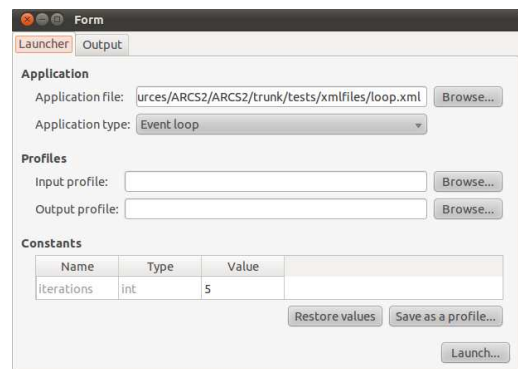 Form
Launcher Output
Application
Application file: urces/ARCS2/ARCS2/trunk/tests/xmlfiles/loop.xml Browse...
Application type: Event loop
Profiles
Input profile: Browse...
Output profile: Browse...
Constants
Name Type Value
iterations int 5
Restore values Save as a profile...
Launch...